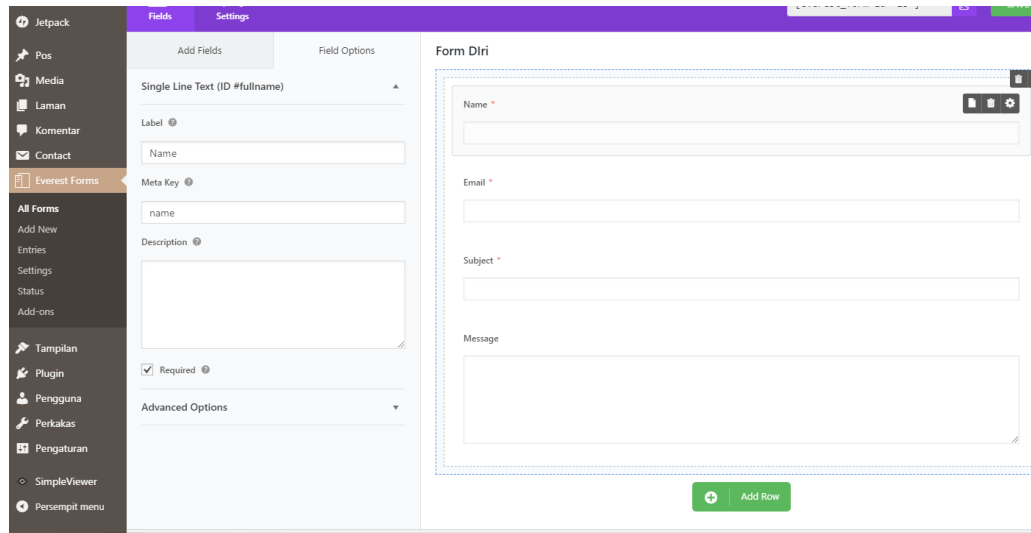 Jetpack
Pos
Media
Laman
Komentar
Contact
Everest Forms
All Forms
Add New
Entries
Settings
Status
Add-ons
Tampilan
Plugin
Pengguna
Perkakas
Pengaturan
SimpleViewer
Persempit menu
Fields
Settings
Add Fields
Field Options
Single Line Text (ID #fullname)
Label
Name
Meta Key
name
Description
Required
Advanced Options
Form DIri
Name *
Email *
Subject *
Message
Add Row